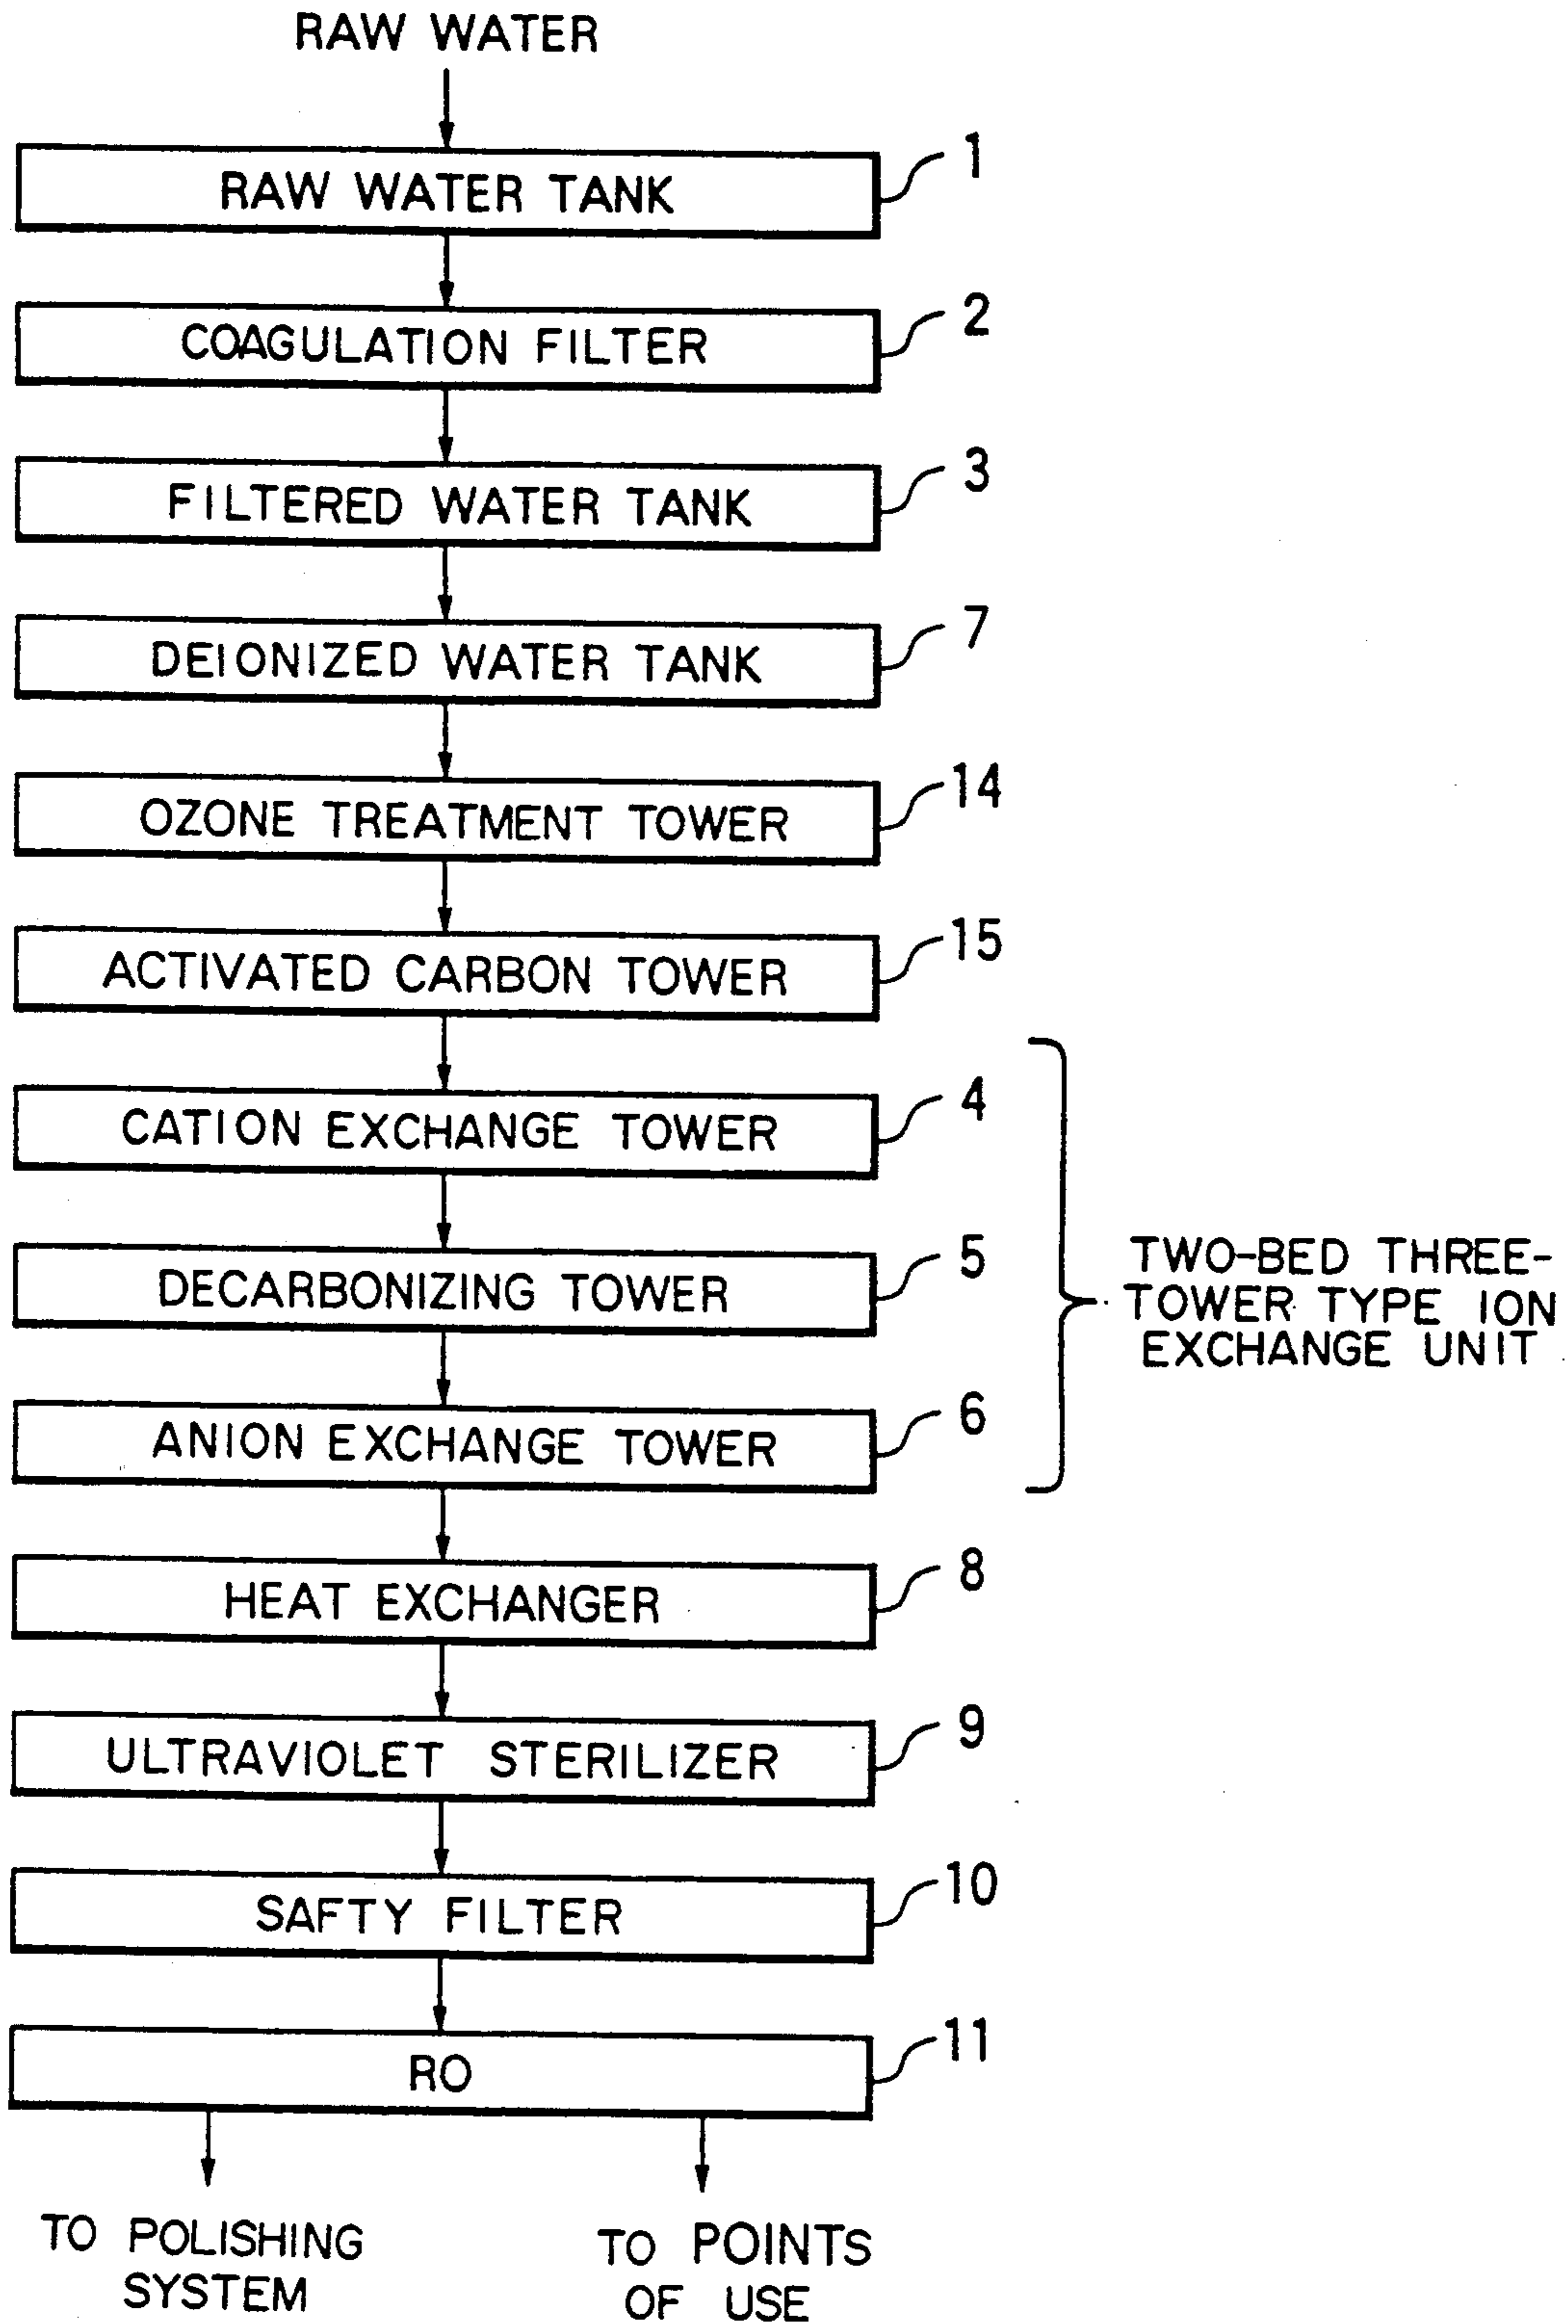 RAW WATER
RAW WATER TANK
1
COAGULATION FILTER
2
FILTERED WATER TANK
3
DEIONIZED WATER TANK
7
OZONE TREATMENT TOWER
14
ACTIVATED CARBON TOWER
15
CATION EXCHANGE TOWER
4
DECARBONIZING TOWER
5
ANION EXCHANGE TOWER
6
TWO-BED THREE-
TOWER TYPE ION
EXCHANGE UNIT
HEAT EXCHANGER
8
ULTRAVIOLET STERILIZER
9
SAFTY FILTER
10
RO
11
TO POLISHING
SYSTEM
TO POINTS
OF USE